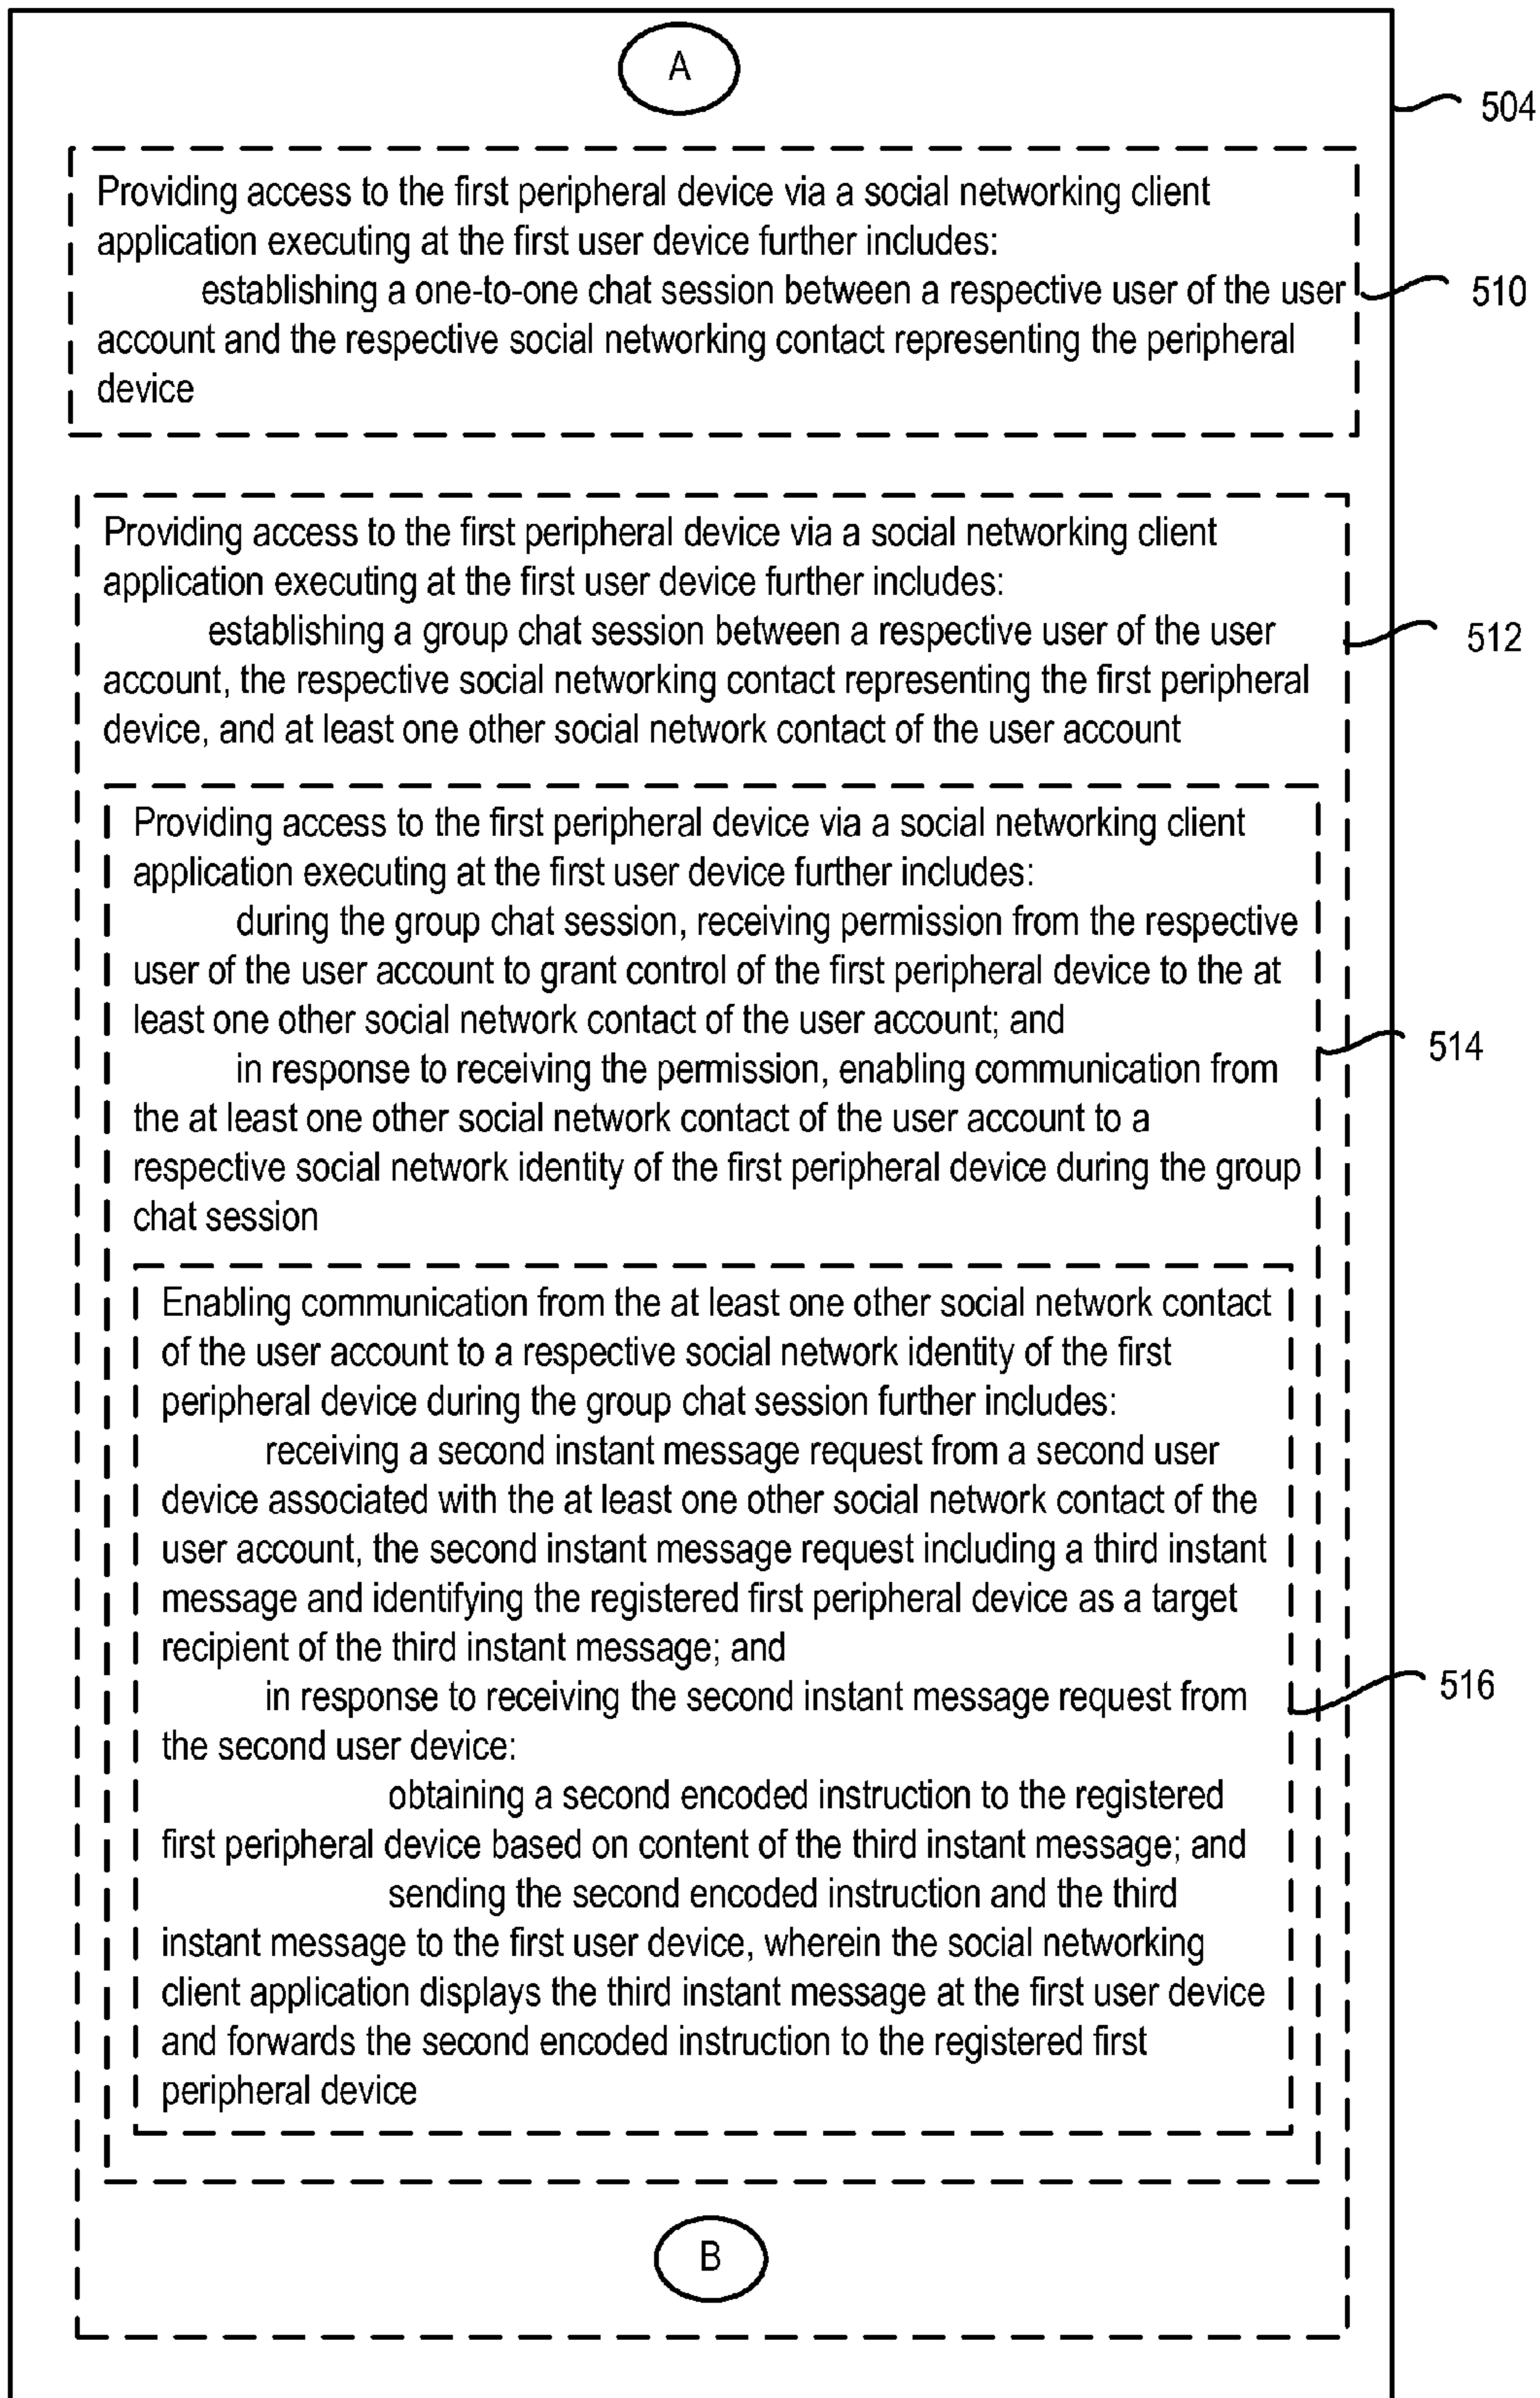 A
504
Providing access to the first peripheral device via a social networking client
application executing at the first user device further includes:
establishing a one-to-one chat session between a respective user of the user
account and the respective social networking contact representing the peripheral
device
510
Providing access to the first peripheral device via a social networking client
application executing at the first user device further includes:
establishing a group chat session between a respective user of the user
account, the respective social networking contact representing the first peripheral
device, and at least one other social network contact of the user account
512
Providing access to the first peripheral device via a social networking client
application executing at the first user device further includes:
during the group chat session, receiving permission from the respective
user of the user account to grant control of the first peripheral device to the at
least one other social network contact of the user account; and
in response to receiving the permission, enabling communication from
the at least one other social network contact of the user account to a
respective social network identity of the first peripheral device during the group
chat session
514
Enabling communication from the at least one other social network contact
of the user account to a respective social network identity of the first
peripheral device during the group chat session further includes:
receiving a second instant message request from a second user
device associated with the at least one other social network contact of the
user account, the second instant message request including a third instant
message and identifying the registered first peripheral device as a target
recipient of the third instant message; and
in response to receiving the second instant message request from
the second user device:
obtaining a second encoded instruction to the registered
first peripheral device based on content of the third instant message; and
sending the second encoded instruction and the third
instant message to the first user device, wherein the social networking
client application displays the third instant message at the first user device
and forwards the second encoded instruction to the registered first
peripheral device
516
B